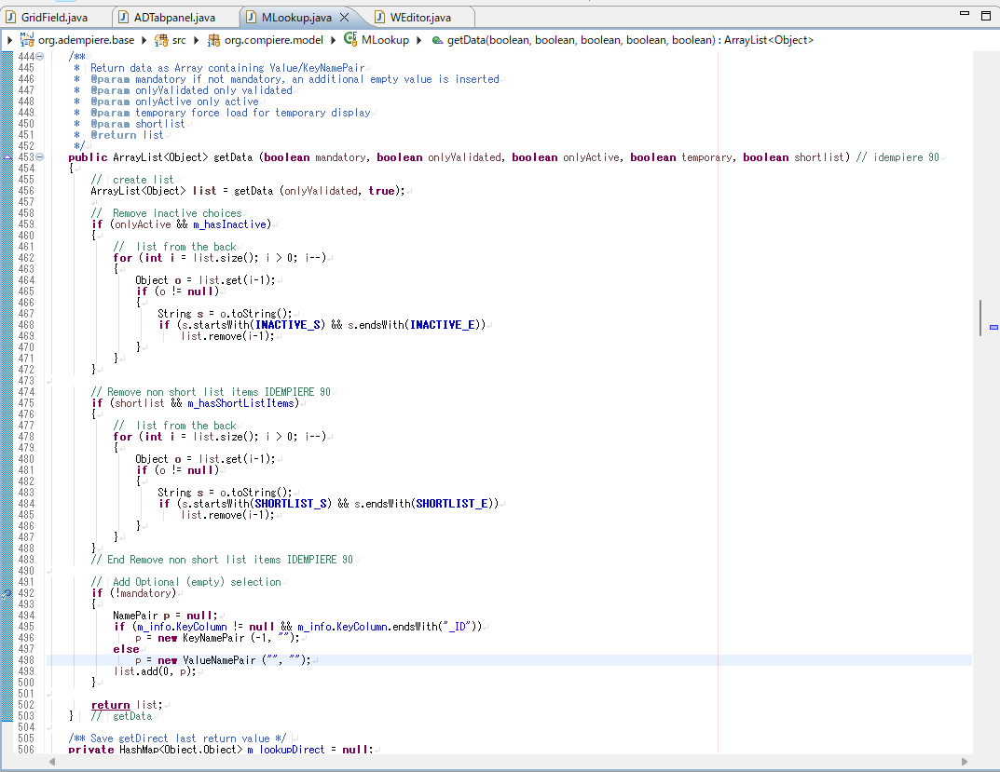 GridField.java ADTabpanel.java MLookup.java WEditor.java
org.adempiere.base src org.compiere.model MLookup getData(boolean, boolean, boolean, boolean, boolean) : ArrayList<Object>
444 /**
445 * Return data as Array containing Value/KeyNamePair
446 * @param mandatory if not mandatory, an additional empty value is inserted
447 * @param onlyValidated only validated
448 * @param onlyActive only active
449 * @param temporary force load for temporary display
450 * @param shortlist
451 * @return list
452 */
453 public ArrayList<Object> getData (boolean mandatory, boolean onlyValidated, boolean onlyActive, boolean temporary, boolean shortlist) // idempiere 90
454 {
455 // create list
456 ArrayList<Object> list = getData (onlyValidated, true);
457
458 // Remove inactive choices
459 if (onlyActive && m_hasInactive)
460 {
461 // list from the back
462 for (int i = list.size(); i > 0; i--)
463 {
464 Object o = list.get(i-1);
465 if (o != null)
466 {
467 String s = o.toString();
468 if (s.startsWith(INACTIVE_S) && s.endsWith(INACTIVE_E))
469 list.remove(i-1);
470 }
471 }
472 }
473
474 // Remove non short list items IDEMPIERE 90
475 if (shortlist && m_hasShortListItems)
476 {
477 // list from the back
478 for (int i = list.size(); i > 0; i--)
479 {
480 Object o = list.get(i-1);
481 if (o != null)
482 {
483 String s = o.toString();
484 if (s.startsWith(SHORTLIST_S) && s.endsWith(SHORTLIST_E))
485 list.remove(i-1);
486 }
487 }
488 }
489 // End Remove non short list items IDEMPIERE 90
490
491 // Add Optional (empty) selection
492 if (!mandatory)
493 {
494 NamePair p = null;
495 if (m_info.KeyColumn != null && m_info.KeyColumn.endsWith("_ID"))
496 p = new KeyNamePair (-1, "");
497 else
498 p = new ValueNamePair ("", "");
499 list.add(0, p);
500 }
501
502 return list;
503 } // getData
504
505 /** Save getDirect last return value */
506 private HashMap<Object,Object> m_lookupDirect = null;